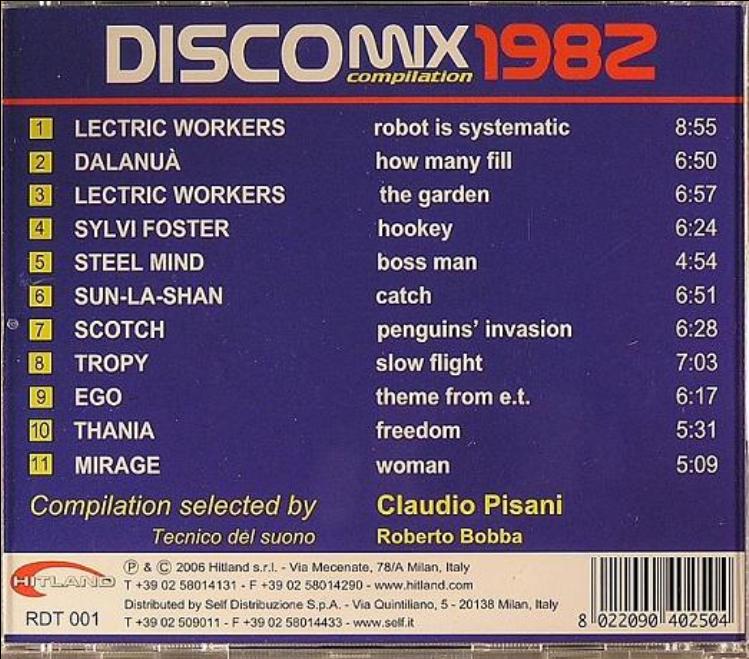 DISCOMIX 1982
compilation
1 LECTRIC WORKERS robot is systematic 8:55
2 DALANUÀ how many fill 6:50
3 LECTRIC WORKERS the garden 6:57
4 SYLVI FOSTER hookey 6:24
5 STEEL MIND boss man 4:54
6 SUN-LA-SHAN catch 6:51
7 SCOTCH penguins' invasion 6:28
8 TROPY slow flight 7:03
9 EGO theme from e.t. 6:17
10 THANIA freedom 5:31
11 MIRAGE woman 5:09
Compilation selected by Claudio Pisani
Tecnico del suono Roberto Bobba
HITLAND
RDT 001
Ⓟ & © 2006 Hitland s.r.l. - Via Mecenate, 78/A Milan, Italy
T +39 02 58014131 - F +39 02 58014290 - www.hitland.com
Distributed by Self Distribuzione S.p.A. - Via Quintiliano, 5 - 20138 Milan, Italy
T +39 02 509011 - F +39 02 58014433 - www.self.it
8 022090 402504